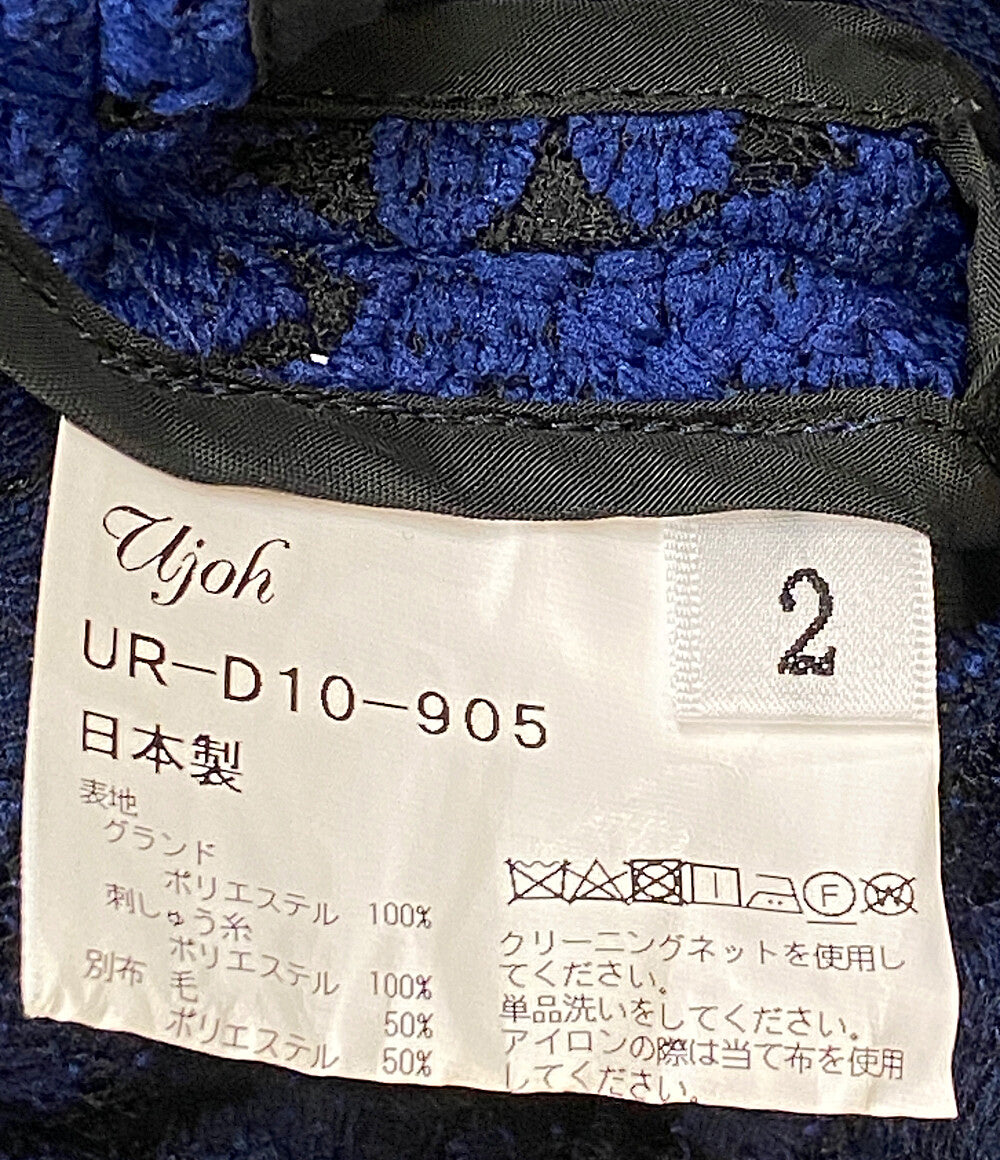 Ujoh
2
UR-D10-905
日本製
表地
グランド
ポリエステル 100%
刺しゅう糸
ポリエステル 100%
別布 毛 50%
ポリエステル 50%
F
W
クリーニングネットを使用し
てください。
単品洗いをしてください。
アイロンの際は当て布を使用
してください。